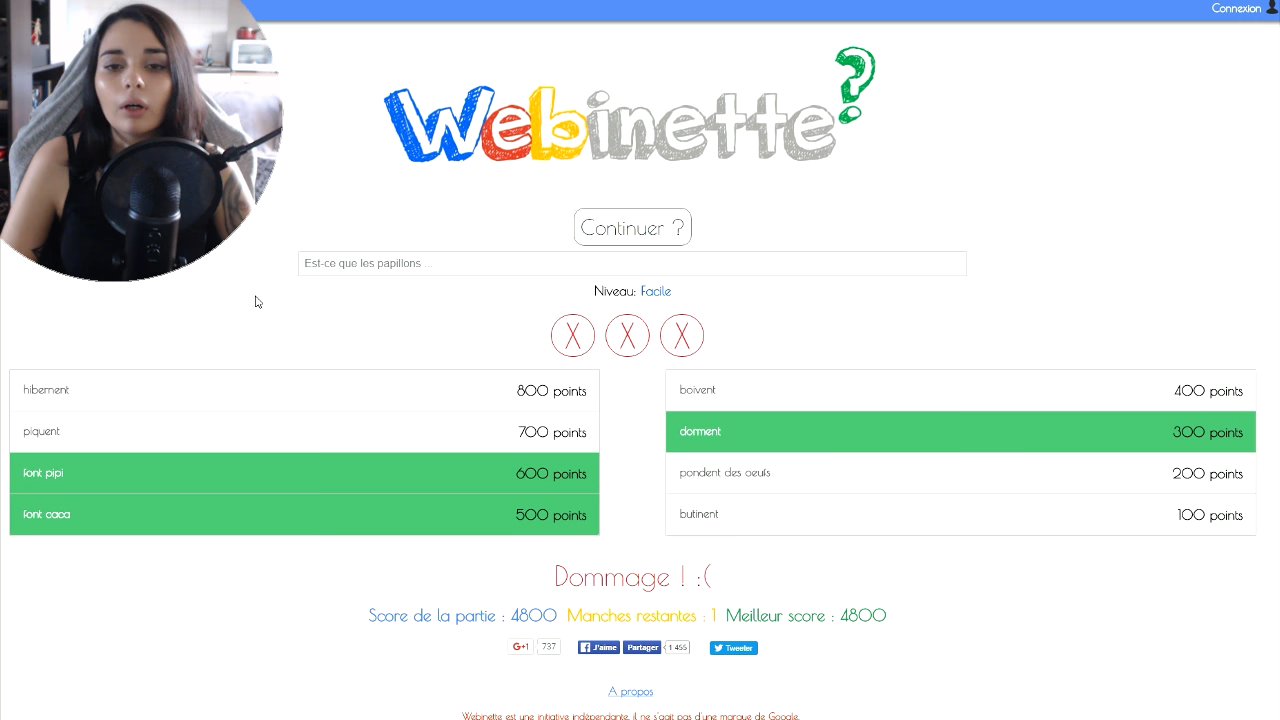 Connexion
Webinette?
Continuer ?
Est-ce que les papillons ...
Niveau: Facile
X X X
hibernent 800 points
piquent 700 points
font pipi 600 points
font caca 500 points
boivent 400 points
dorment 300 points
pondent des oeufs 200 points
butinent 100 points
Dommage ! :(
Score de la partie : 4800 Manches restantes : 1 Meilleur score : 4800
G+1 737 J'aime Partager 1 455 Tweeter
A propos
Webinette est une initiative indépendante, il ne s'agit pas d'une marque de Google.